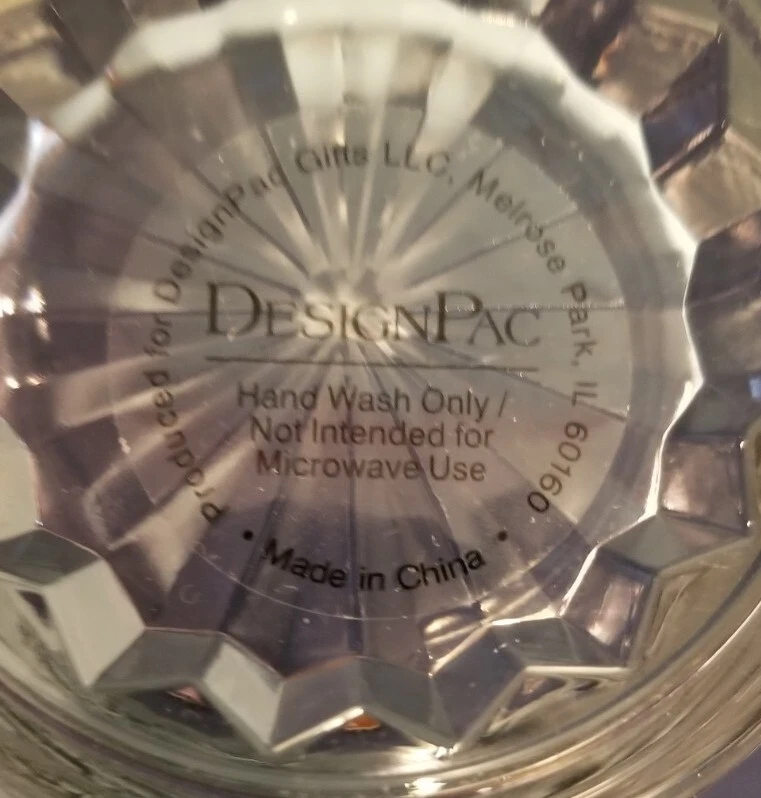 Produced for DesignPac Gifts LLC, Melrose Park, IL 60160
DESIGNPAC
Hand Wash Only /
Not Intended for
Microwave Use
• Made in China •